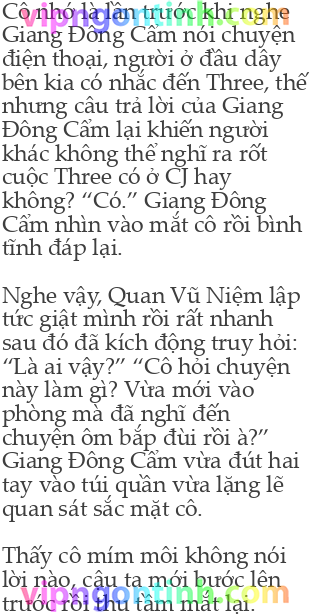 Cô nhớ là lần trước khi nghe
Giang Đông Cẩm nói chuyện
điện thoại, người ở đầu dây
bên kia có nhắc đến Three, thế
nhưng câu trả lời của Giang
Đông Cẩm lại khiến người
khác không thể nghĩ ra rốt
cuộc Three có ở CJ hay
không? “Có.” Giang Đông
Cẩm nhìn vào mắt cô rồi bình
tĩnh đáp lại.
Nghe vậy, Quan Vũ Niệm lập
tức giật mình rồi rất nhanh
sau đó đã kích động truy hỏi:
“Là ai vậy?” “Cô hỏi chuyện
này làm gì? Vừa mới vào
phòng mà đã nghĩ đến
chuyện ôm bắp đùi rồi à?”
Giang Đông Cẩm vừa đút hai
tay vào túi quần vừa lặng lẽ
quan sát sắc mặt cô.
Thấy cô mím môi không nói
lời nào, cậu ta mới bước lên
trước rồi thu tầm mắt lại.
vipngontinh.com
vipngontinh.com